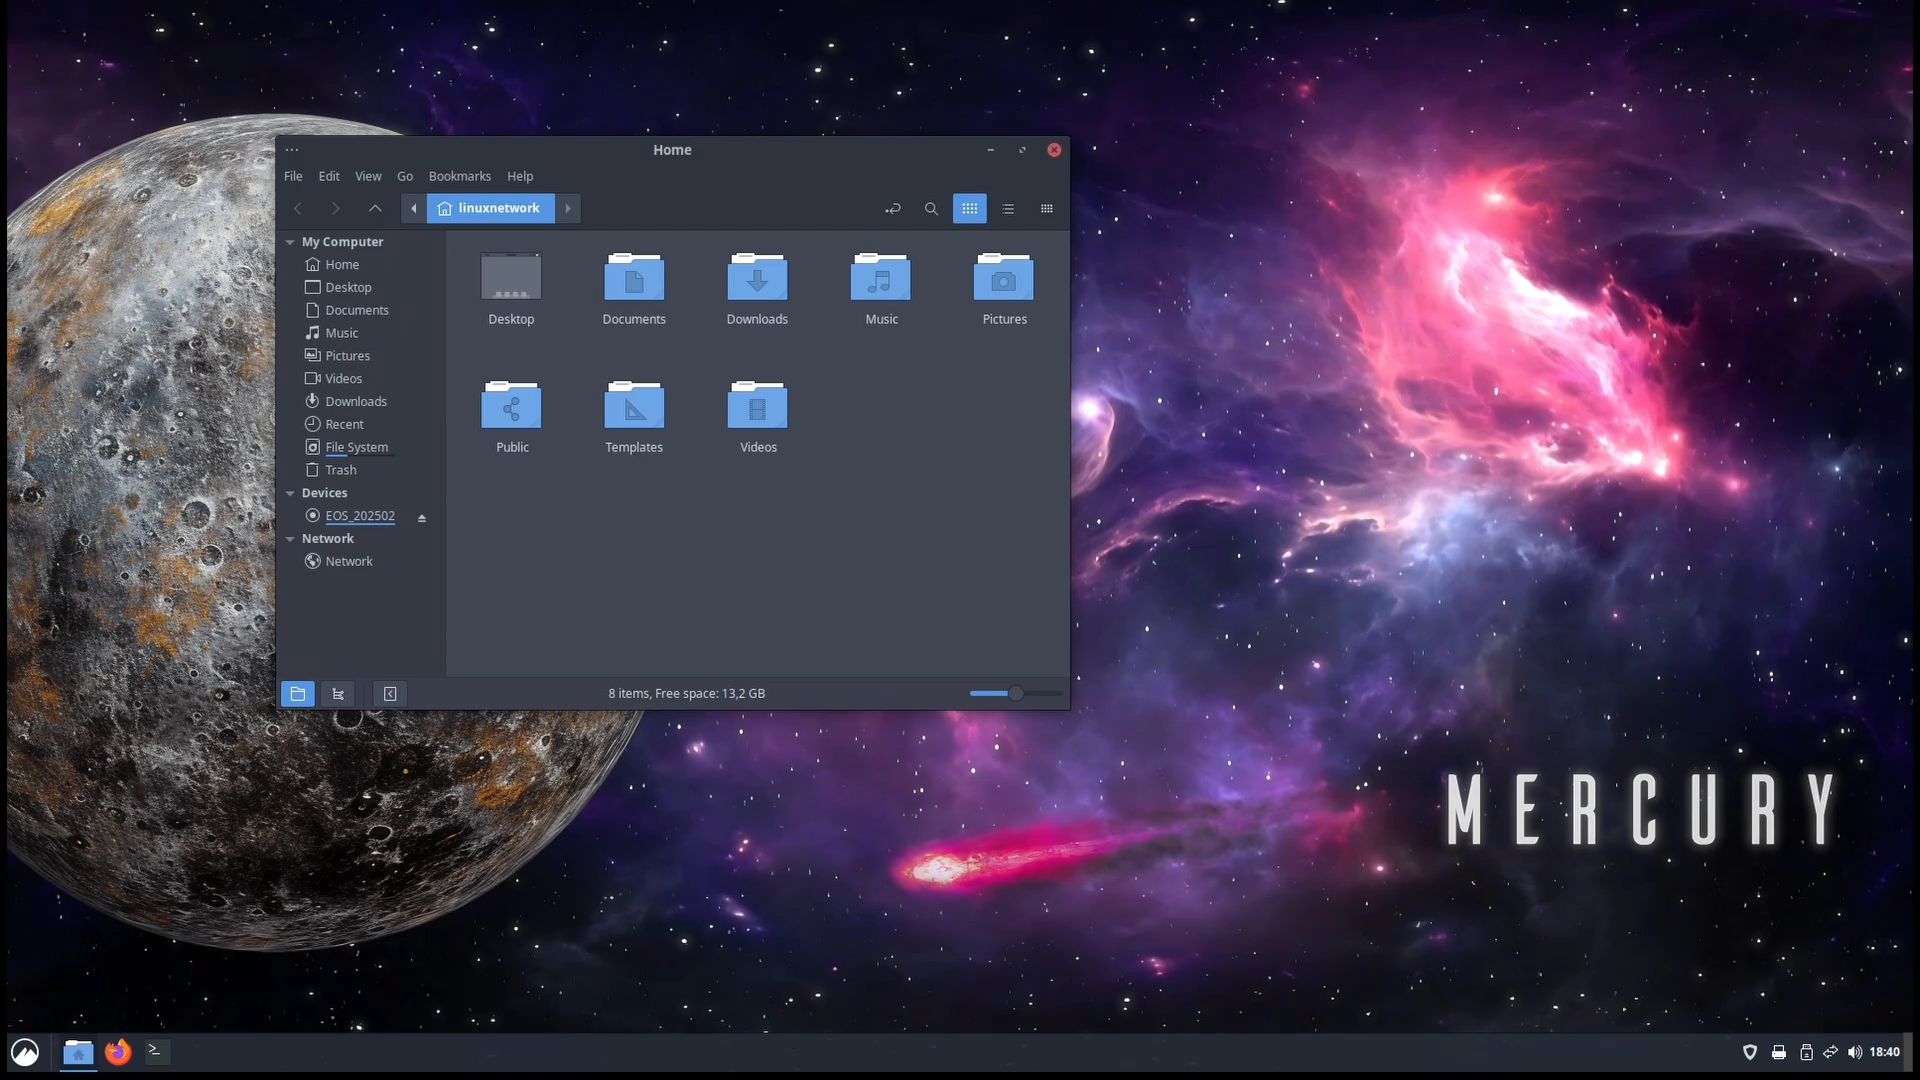 Home
File Edit View Go Bookmarks Help
linuxnetwork
My Computer
Home
Desktop
Documents
Music
Pictures
Videos
Downloads
Recent
File System
Trash
Devices
EOS_202502
Network
Network
Desktop Documents Downloads Music Pictures
Public Templates Videos
8 items, Free space: 13,2 GB
MERCURY
18:40